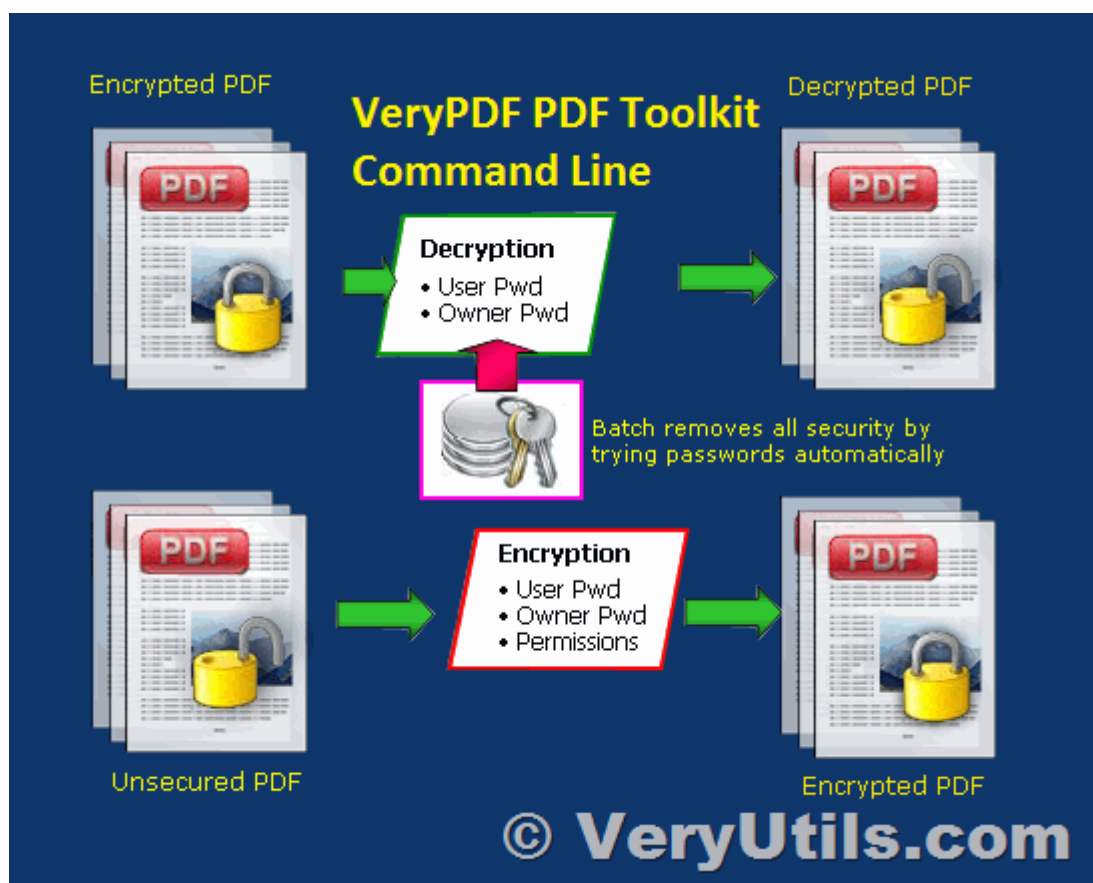 Encrypted PDF
Decrypted PDF
VeryPDF PDF Toolkit
Command Line
PDF
PDF
Decryption
• User Pwd
• Owner Pwd
Batch removes all security by
trying passwords automatically
PDF
PDF
Encryption
• User Pwd
• Owner Pwd
• Permissions
Unsecured PDF
Encrypted PDF
© VeryUtils.com